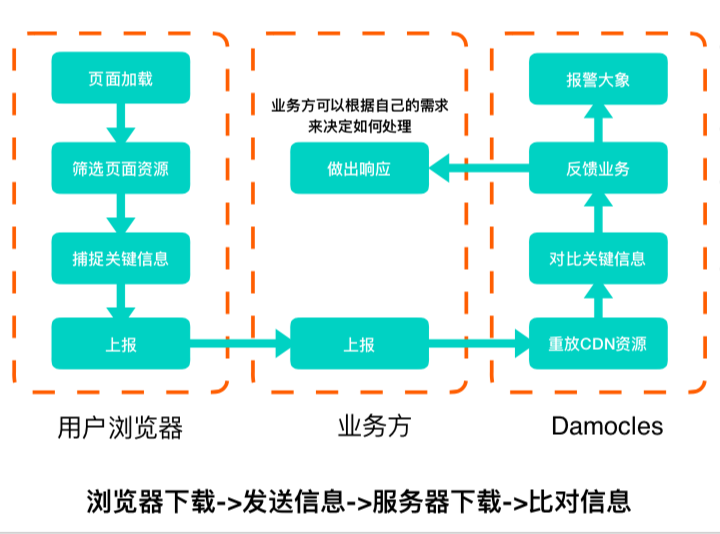 页面加载
筛选页面资源
捕捉关键信息
上报
用户浏览器
业务方可以根据自己的需求
来决定如何处理
做出响应
上报
业务方
报警大象
反馈业务
对比关键信息
重放CDN资源
Damocles
浏览器下载->发送信息->服务器下载->比对信息